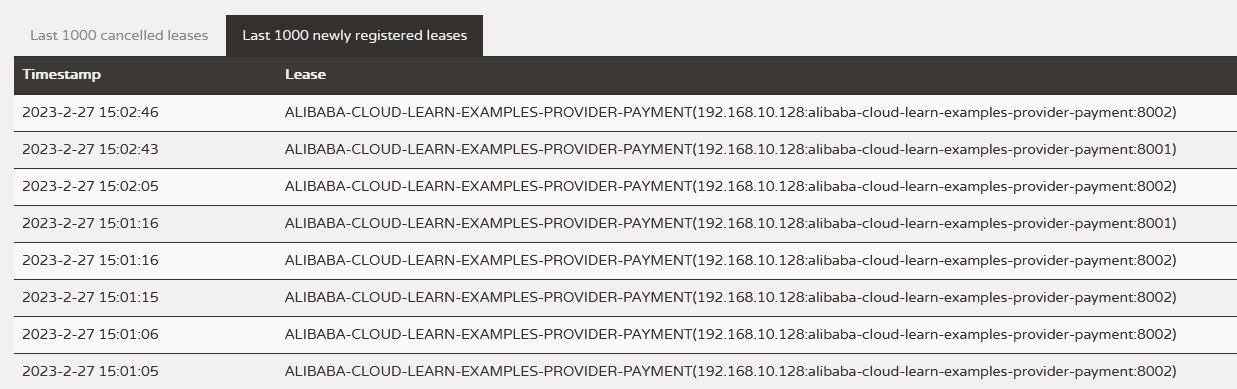 Last 1000 cancelled leases Last 1000 newly registered leases
Timestamp Lease
2023-2-27 15:02:46 ALIBABA-CLOUD-LEARN-EXAMPLES-PROVIDER-PAYMENT(192.168.10.128:alibaba-cloud-learn-examples-provider-payment:8002)
2023-2-27 15:02:43 ALIBABA-CLOUD-LEARN-EXAMPLES-PROVIDER-PAYMENT(192.168.10.128:alibaba-cloud-learn-examples-provider-payment:8001)
2023-2-27 15:02:05 ALIBABA-CLOUD-LEARN-EXAMPLES-PROVIDER-PAYMENT(192.168.10.128:alibaba-cloud-learn-examples-provider-payment:8002)
2023-2-27 15:01:16 ALIBABA-CLOUD-LEARN-EXAMPLES-PROVIDER-PAYMENT(192.168.10.128:alibaba-cloud-learn-examples-provider-payment:8001)
2023-2-27 15:01:16 ALIBABA-CLOUD-LEARN-EXAMPLES-PROVIDER-PAYMENT(192.168.10.128:alibaba-cloud-learn-examples-provider-payment:8002)
2023-2-27 15:01:15 ALIBABA-CLOUD-LEARN-EXAMPLES-PROVIDER-PAYMENT(192.168.10.128:alibaba-cloud-learn-examples-provider-payment:8002)
2023-2-27 15:01:06 ALIBABA-CLOUD-LEARN-EXAMPLES-PROVIDER-PAYMENT(192.168.10.128:alibaba-cloud-learn-examples-provider-payment:8002)
2023-2-27 15:01:05 ALIBABA-CLOUD-LEARN-EXAMPLES-PROVIDER-PAYMENT(192.168.10.128:alibaba-cloud-learn-examples-provider-payment:8002)